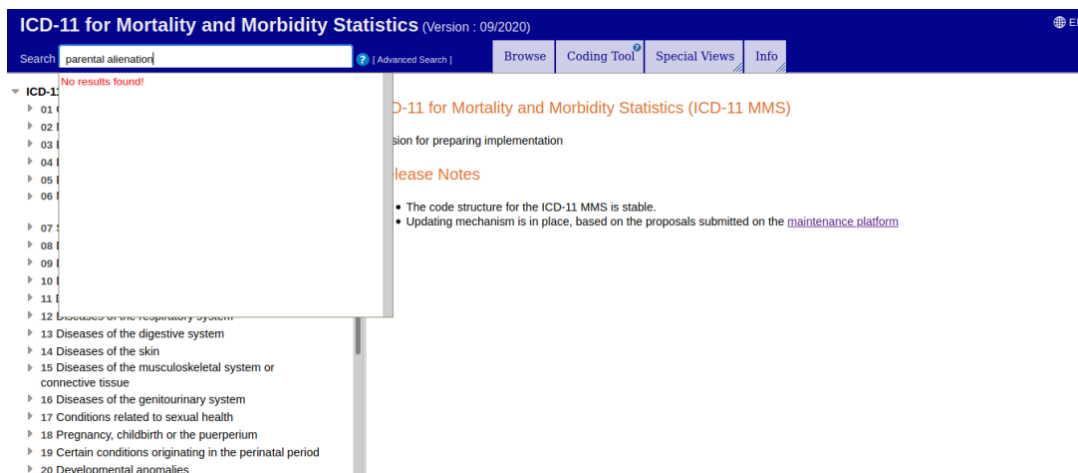 ICD-11 for Mortality and Morbidity Statistics (Version : 09/2020)
Search parental alienation [ Advanced Search ] Browse Coding Tool Special Views Info
No results found!
ICD-11
01
02
03
04
05
06
07
08
09
10
11
12 Diseases of the respiratory system
13 Diseases of the digestive system
14 Diseases of the skin
15 Diseases of the musculoskeletal system or
connective tissue
16 Diseases of the genitourinary system
17 Conditions related to sexual health
18 Pregnancy, childbirth or the puerperium
19 Certain conditions originating in the perinatal period
20 Developmental anomalies
D-11 for Mortality and Morbidity Statistics (ICD-11 MMS)
sion for preparing implementation
lease Notes
• The code structure for the ICD-11 MMS is stable.
• Updating mechanism is in place, based on the proposals submitted on the maintenance platform